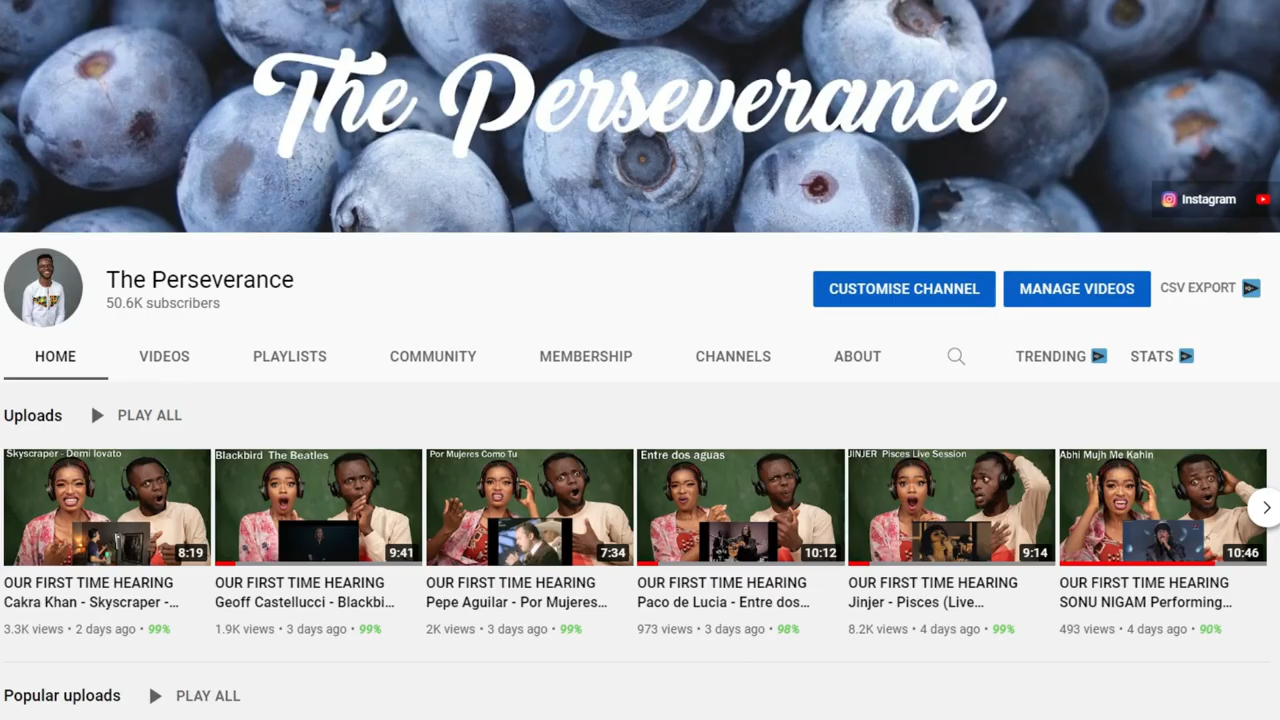 The Perseverance
Instagram
The Perseverance
50.6K subscribers
CUSTOMISE CHANNEL
MANAGE VIDEOS
CSV EXPORT
HOME
VIDEOS
PLAYLISTS
COMMUNITY
MEMBERSHIP
CHANNELS
ABOUT
TRENDING
STATS
Uploads
PLAY ALL
Skyscraper - Demi lovato
8:19
OUR FIRST TIME HEARING
Cakra Khan - Skyscraper -...
3.3K views • 2 days ago • 99%
Blackbird The Beatles
9:41
OUR FIRST TIME HEARING
Geoff Castellucci - Blackbi...
1.9K views • 3 days ago • 99%
Por Mujeres Como Tu
7:34
OUR FIRST TIME HEARING
Pepe Aguilar - Por Mujeres...
2K views • 3 days ago • 99%
Entre dos aguas
10:12
OUR FIRST TIME HEARING
Paco de Lucia - Entre dos...
973 views • 3 days ago • 98%
JINJER Pisces Live Session
9:14
OUR FIRST TIME HEARING
Jinjer - Pisces (Live...
8.2K views • 4 days ago • 99%
Abhi Mujh Me Kahin
10:46
OUR FIRST TIME HEARING
SONU NIGAM Performing...
493 views • 4 days ago • 90%
Popular uploads
PLAY ALL